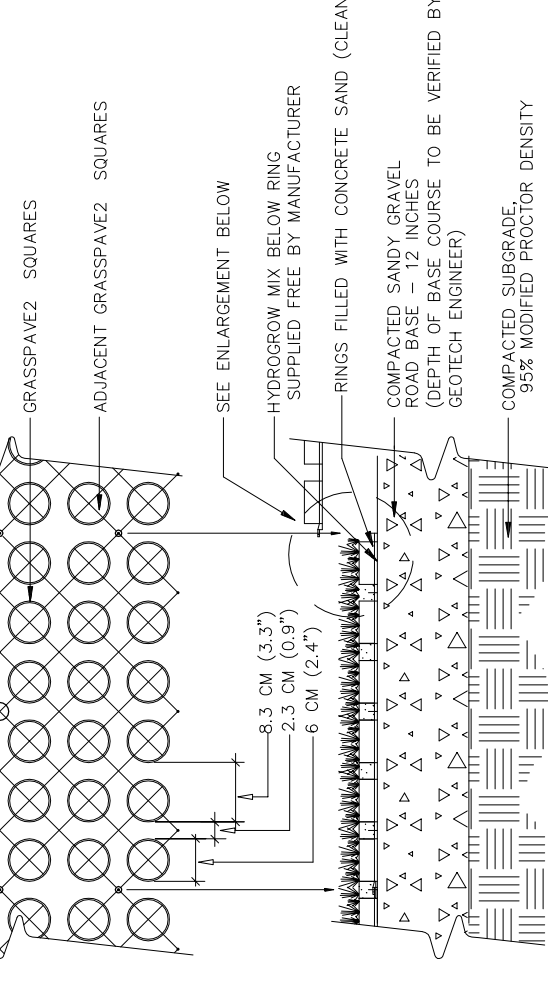 GRASSPAVE2 SQUARES
ADJACENT GRASSPAVE2 SQUARES
SEE ENLARGEMENT BELOW
HYDROGROW MIX BELOW RING
SUPPLIED FREE BY MANUFACTURER
RINGS FILLED WITH CONCRETE SAND (CLEAN
COMPACTED SANDY GRAVEL
ROAD BASE – 12 INCHES
(DEPTH OF BASE COURSE TO BE VERIFIED BY
GEOTECH ENGINEER)
COMPACTED SUBGRADE,
95% MODIFIED PROCTOR DENSITY
8.3 CM (3.3")
2.3 CM (0.9")
6 CM (2.4")